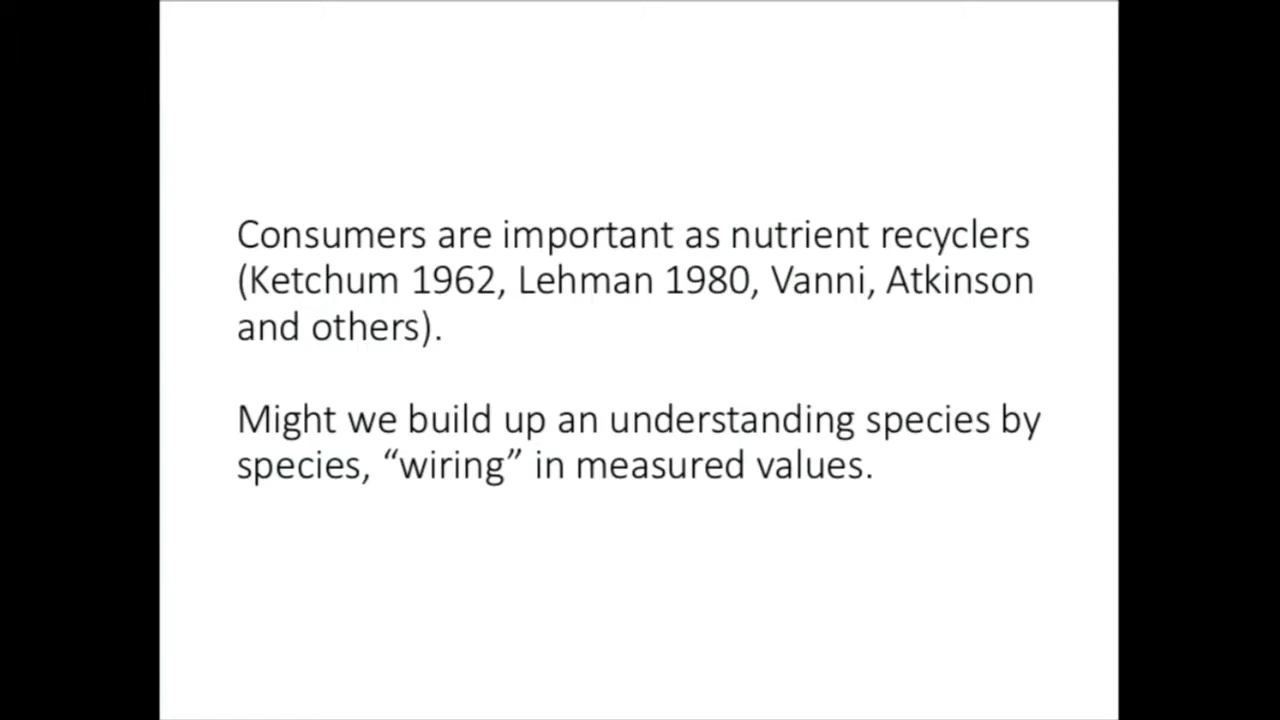 Consumers are important as nutrient recyclers
(Ketchum 1962, Lehman 1980, Vanni, Atkinson
and others).
Might we build up an understanding species by
species, “wiring” in measured values.